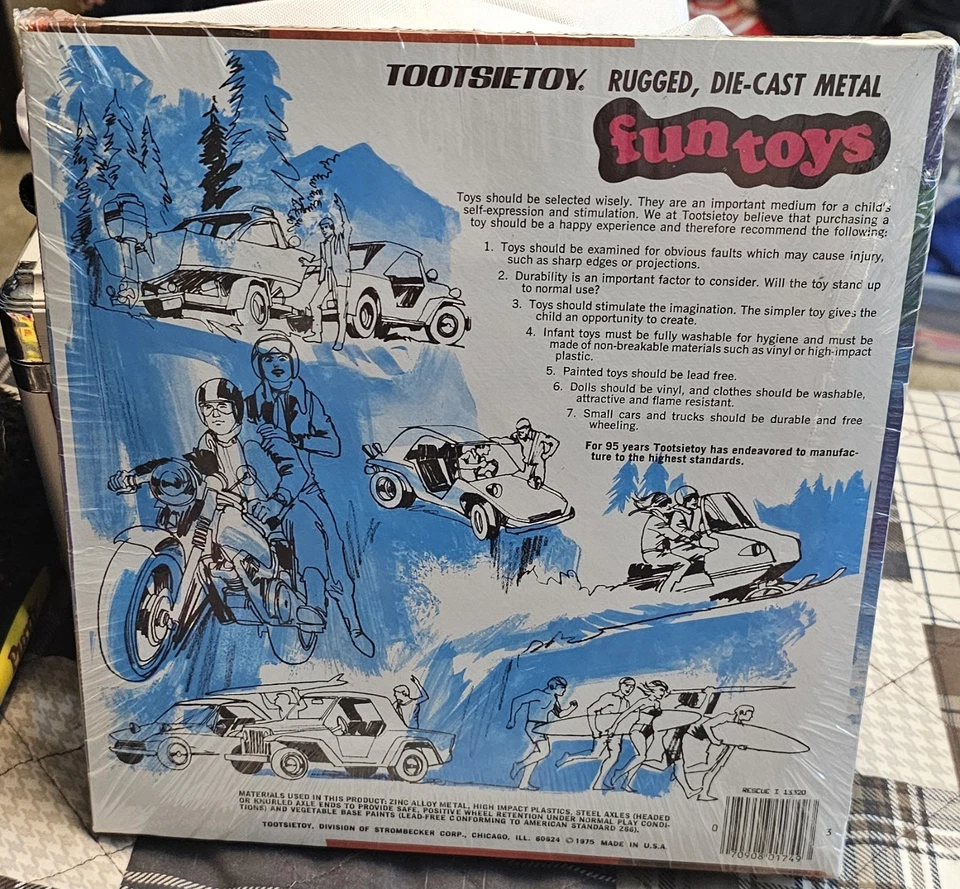 TOOTSIETOY® RUGGED, DIE-CAST METAL
fun toys
Toys should be selected wisely. They are an important medium for a child's
self-expression and stimulation. We at Tootsietoy believe that purchasing a
toy should be a happy experience and therefore recommend the following:
1. Toys should be examined for obvious faults which may cause injury,
such as sharp edges or projections.
2. Durability is an important factor to consider. Will the toy stand up
to normal use?
3. Toys should stimulate the imagination. The simpler toy gives the
child an opportunity to create.
4. Infant toys must be fully washable for hygiene and must be
made of non-breakable materials such as vinyl or high-impact
plastic.
5. Painted toys should be lead free.
6. Dolls should be vinyl, and clothes should be washable,
attractive and flame resistant.
7. Small cars and trucks should be durable and free
wheeling.
For 95 years Tootsietoy has endeavored to manufac-
ture to the highest standards.
RESCUE I 13920
MATERIALS USED IN THIS PRODUCT: ZINC ALLOY METAL, HIGH IMPACT PLASTICS, STEEL AXLES (HEADED
OR KNURLED AXLE ENDS TO PROVIDE SAFE, POSITIVE WHEEL RETENTION UNDER NORMAL PLAY CONDI-
TIONS) AND VEGETABLE BASE PAINTS (LEAD-FREE CONFORMING TO AMERICAN STANDARD Z66).
TOOTSIETOY, DIVISION OF STROMBECKER CORP., CHICAGO, ILL. 60624 © 1975 MADE IN U.S.A.
0 70908 01749 3